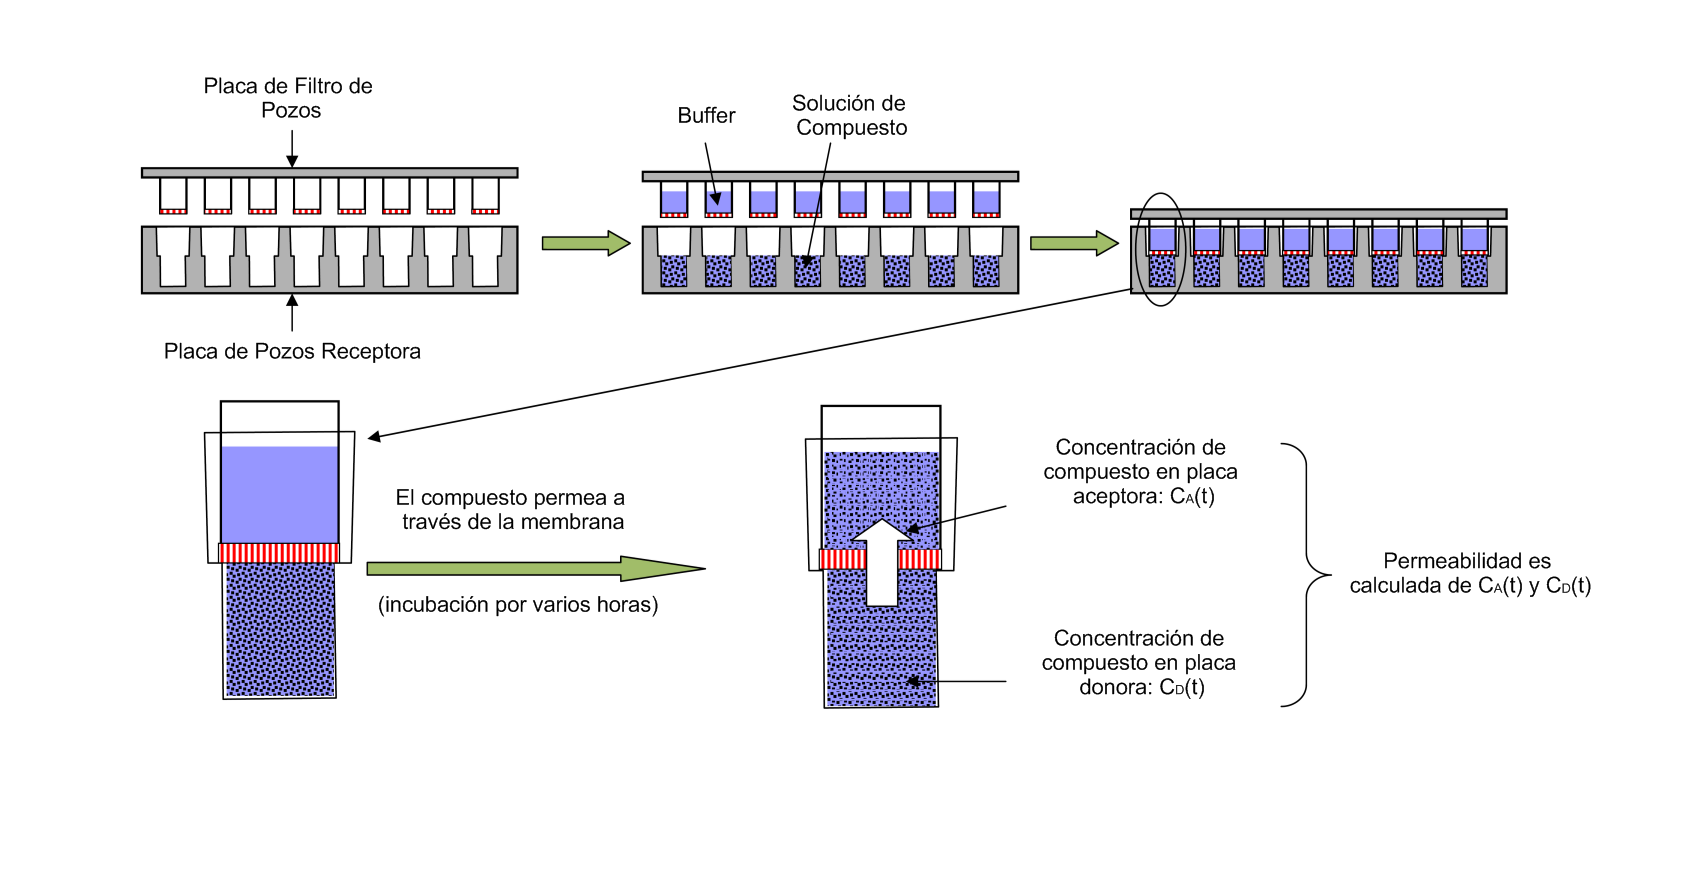 Placa de Filtro de
Pozos
Buffer
Solución de
Compuesto
Placa de Pozos Receptora
El compuesto permea a
través de la membrana
(incubación por varios horas)
Concentración de
compuesto en placa
aceptora: CA(t)
Concentración de
compuesto en placa
donora: CD(t)
Permeabilidad es
calculada de CA(t) y CD(t)